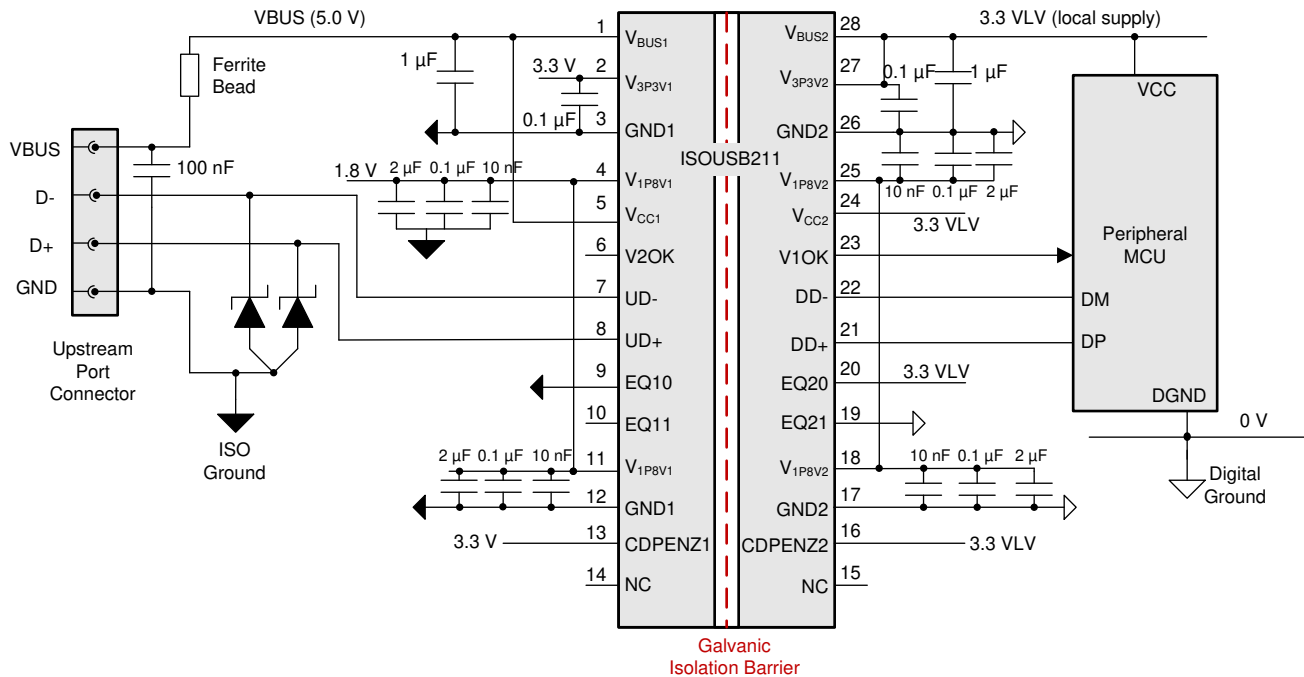 VBUS (5.0 V)
3.3 VLV (local supply)
Ferrite
Bead
1 µF
3.3 V
0.1 µF
100 nF
VBUS
D-
D+
GND
Upstream
Port
Connector
ISO
Ground
1.8 V
2 µF
0.1 µF
10 nF
2 µF
0.1 µF
10 nF
3.3 V
1
2
3
4
5
6
7
8
9
10
11
12
13
14
VBUS1
V3P3V1
GND1
V1P8V1
VCC1
V2OK
UD-
UD+
EQ10
EQ11
V1P8V1
GND1
CDPENZ1
NC
ISOUSB211
VBUS2
V3P3V2
GND2
V1P8V2
VCC2
V1OK
DD-
DD+
EQ20
EQ21
V1P8V2
GND2
CDPENZ2
NC
28
27
26
25
24
23
22
21
20
19
18
17
16
15
0.1 µF
1 µF
10 nF
0.1 µF
2 µF
3.3 VLV
3.3 VLV
10 nF
0.1 µF
2 µF
3.3 VLV
VCC
Peripheral
MCU
DM
DP
DGND
0 V
Digital
Ground
Galvanic
Isolation Barrier